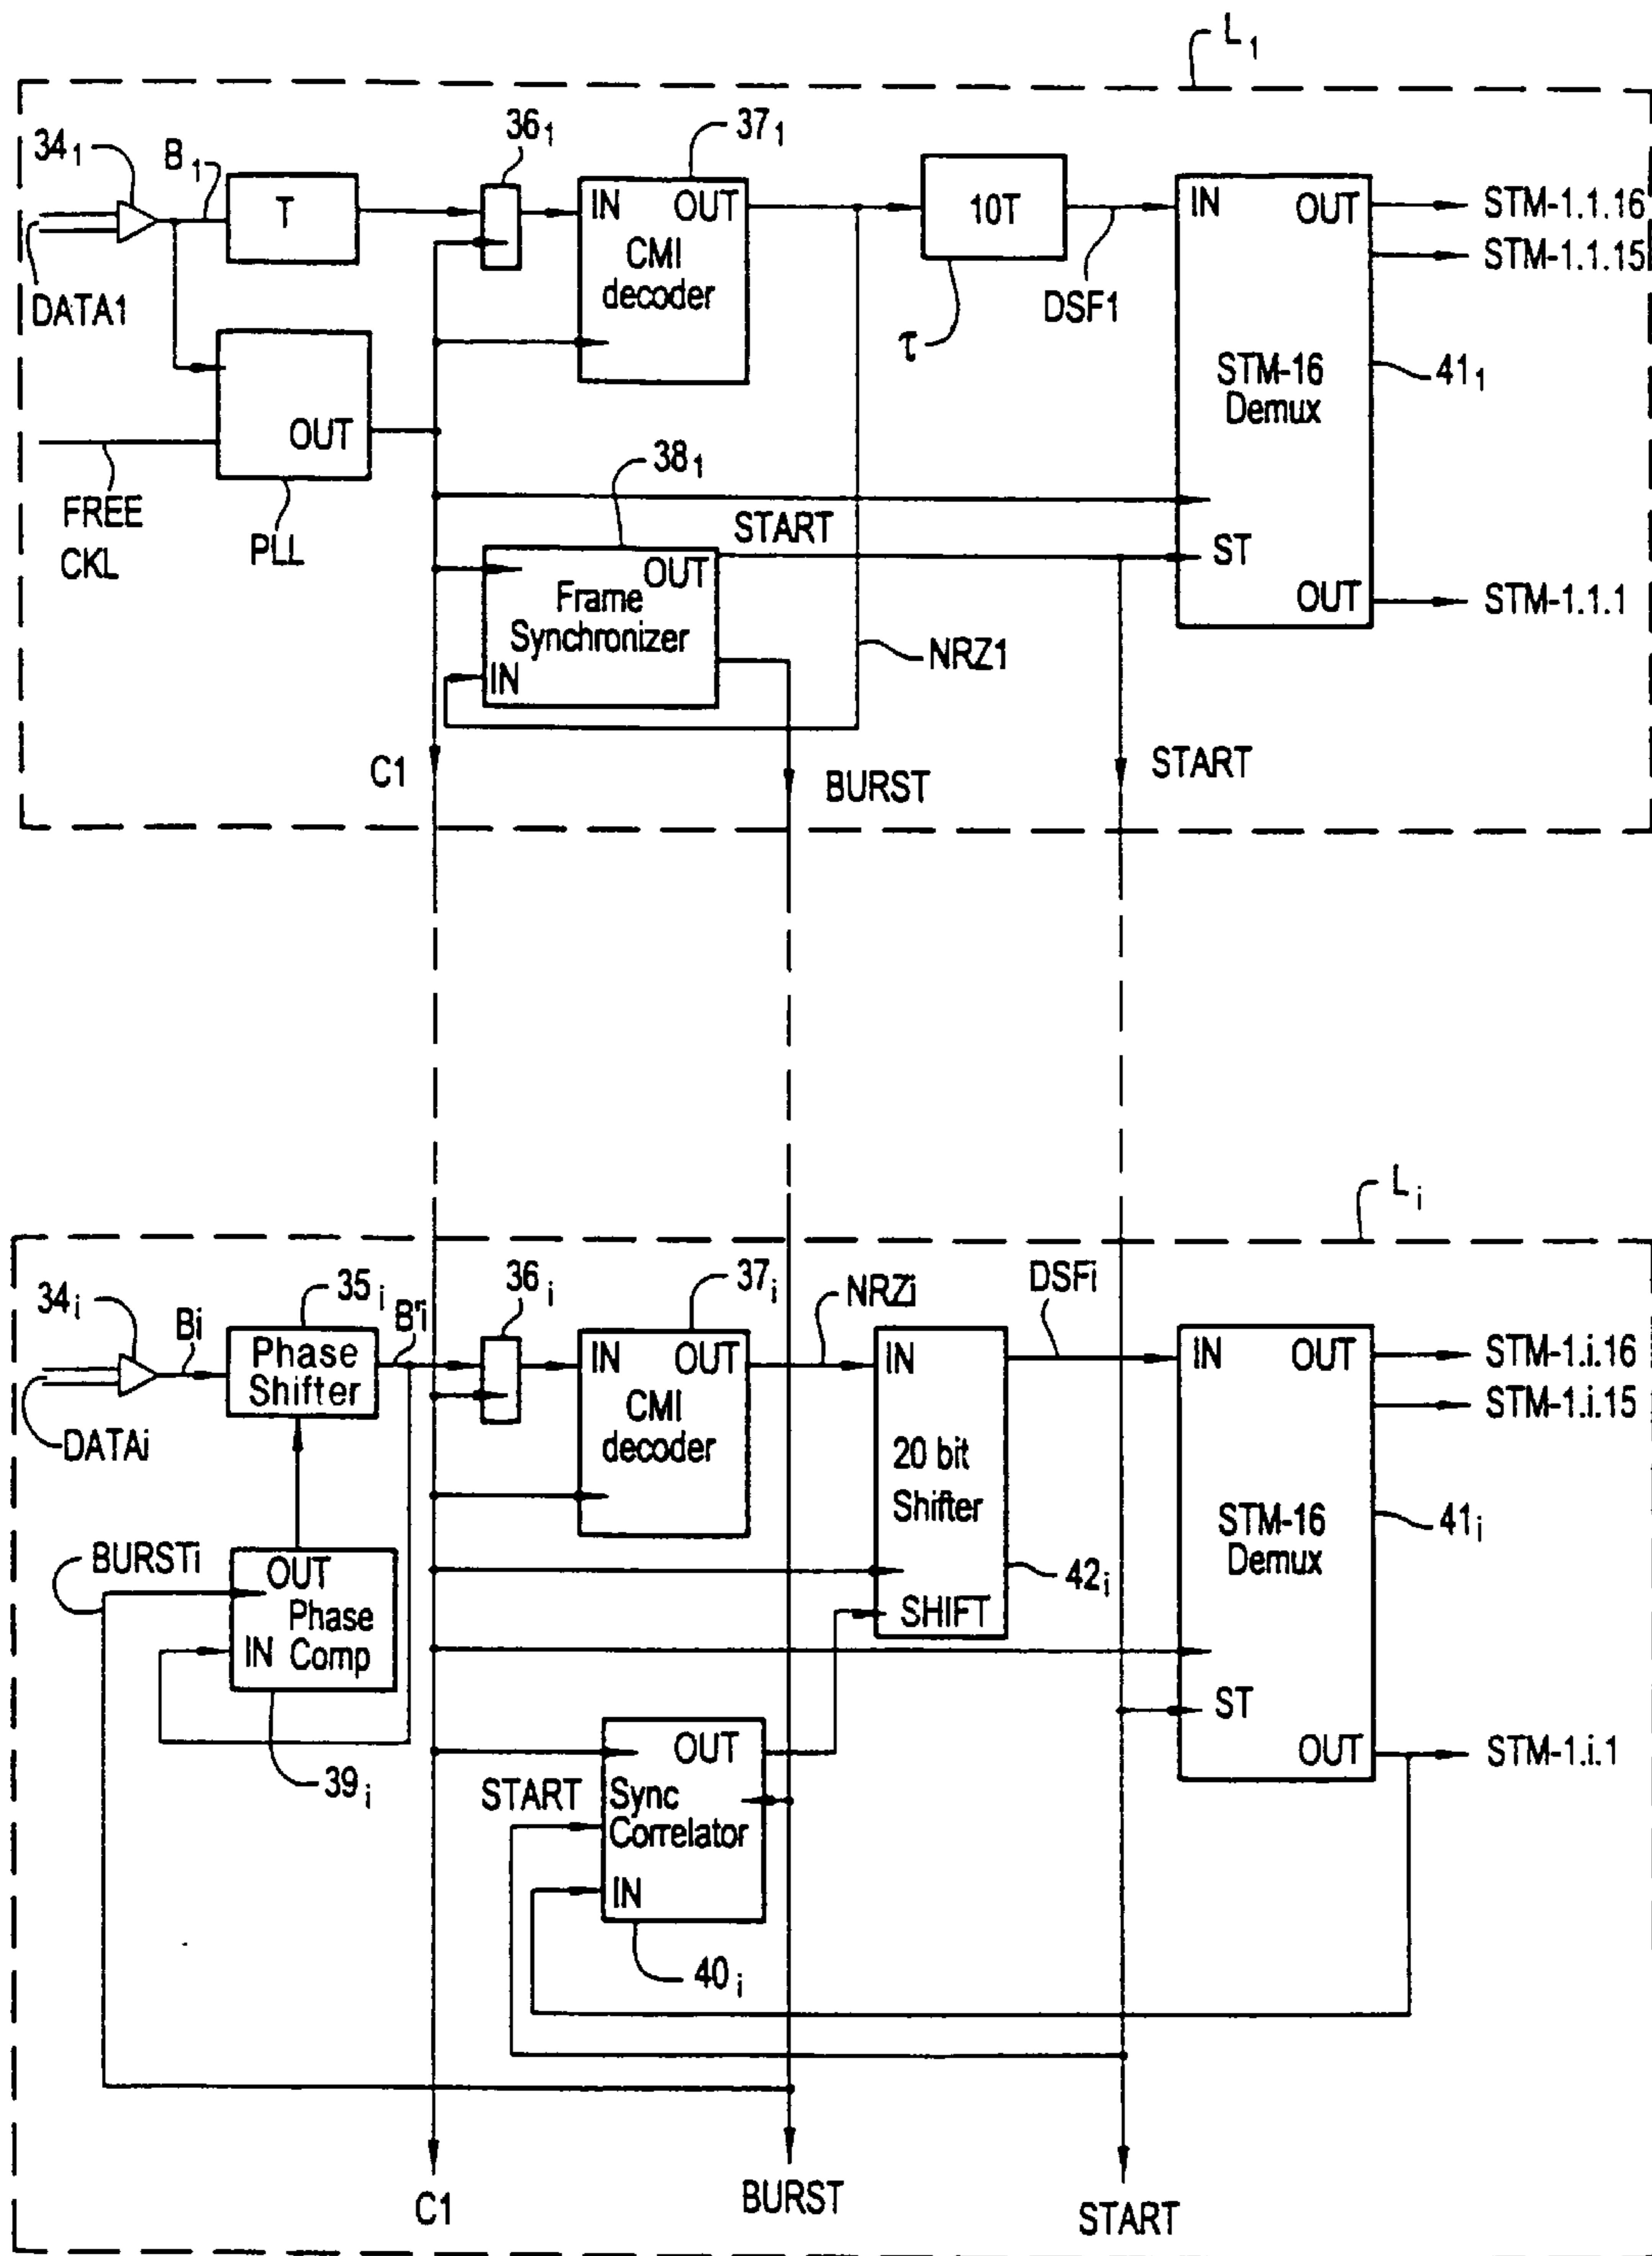 L1
341
B1
T
361
371
IN OUT
CMI
decoder
10T
IN OUT
STM-1.1.16
STM-1.1.15
DATA1
τ
DSF1
STM-16
Demux
411
OUT
FREE
CKL
PLL
381
START
OUT
Frame
Synchronizer
IN
ST
OUT
STM-1.1.1
NRZ1
C1
BURST
START
Li
34i
Bi
35i
B'i
Phase
Shifter
36i
37i
IN OUT
CMI
decoder
NRZi
IN
20 bit
Shifter
DSFi
IN OUT
STM-1.i.16
STM-1.i.15
DATAi
STM-16
Demux
41i
BURSTi
OUT
Phase
IN Comp
42i
SHIFT
ST
OUT
STM-1.i.1
39i
START
OUT
Sync
Correlator
IN
40i
C1
BURST
START